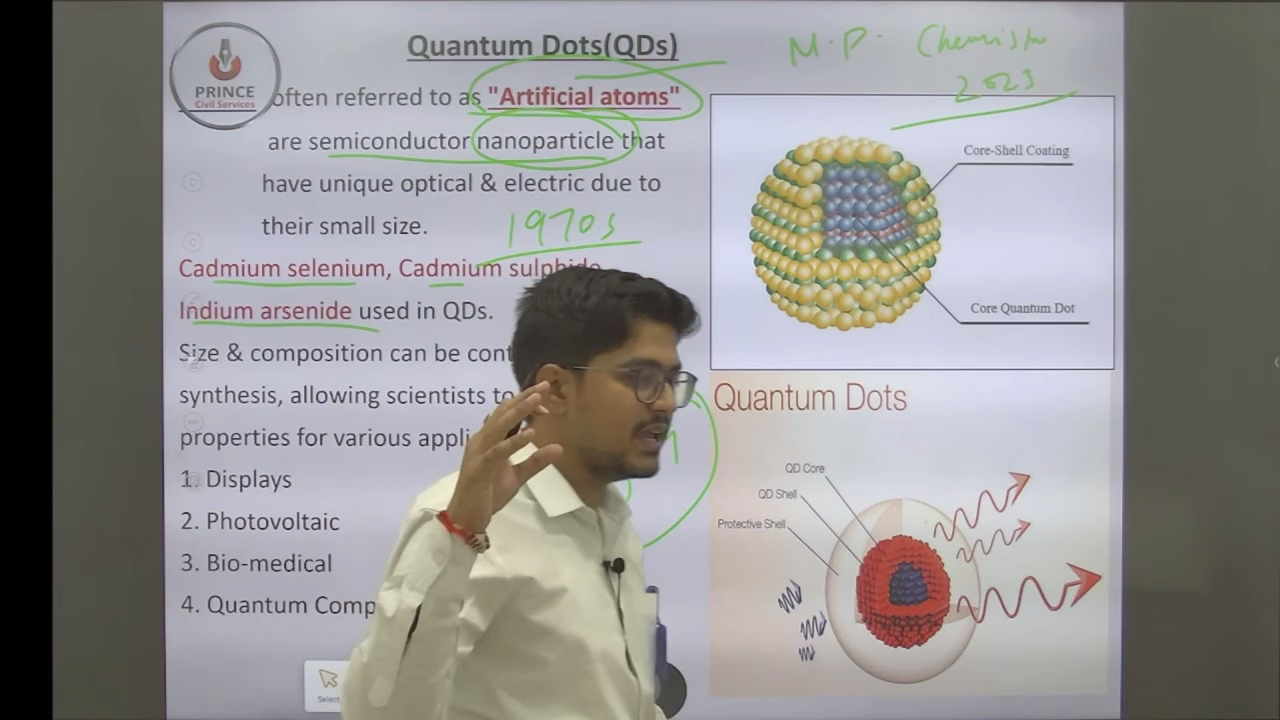 Quantum Dots(QDs)
M.P. Chemistr
2023
PRINCE
Civil Services
often referred to as "Artificial atoms"
are semiconductor nanoparticle that
have unique optical & electric due to
their small size.
1970s
Cadmium selenium, Cadmium sulphide
Indium arsenide used in QDs.
Size & composition can be cont
synthesis, allowing scientists to
properties for various appli
1. Displays
2. Photovoltaic
3. Bio-medical
4. Quantum Comp
Select
Core-Shell Coating
Core Quantum Dot
Quantum Dots
QD Core
QD Shell
Protective Shell